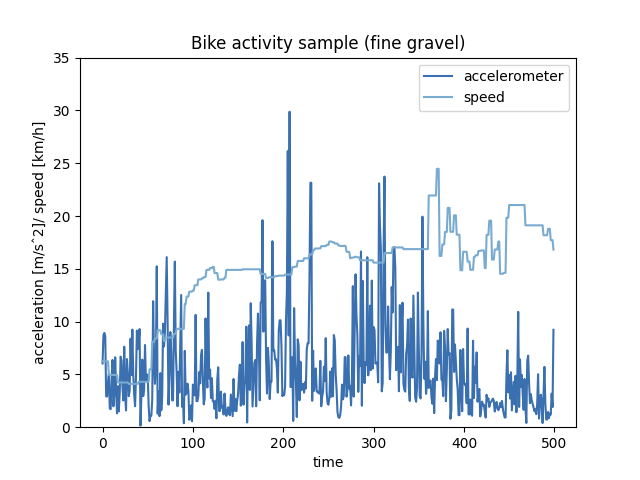 Bike activity sample (fine gravel)
accelerometer
speed
acceleration [m/s^2]/ speed [km/h]
35
30
25
20
15
10
5
0
0 100 200 300 400 500
time